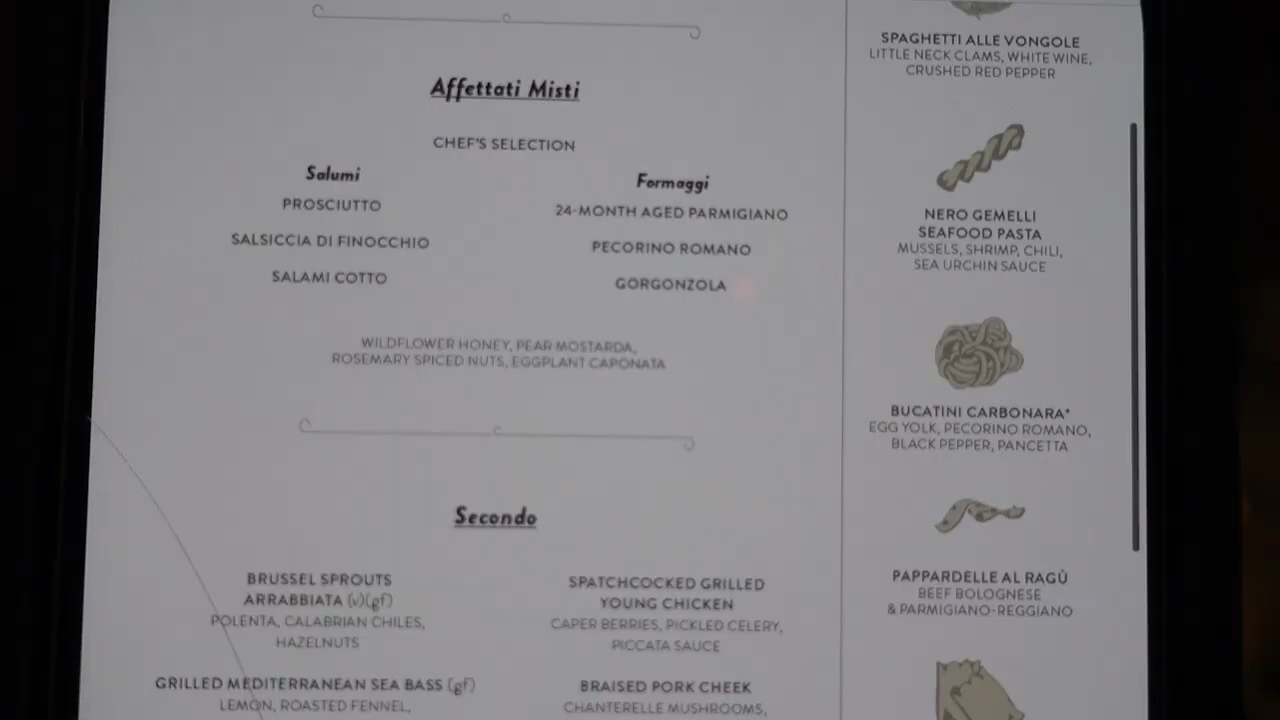 Affettati Misti
CHEF'S SELECTION
Salumi
PROSCIUTTO
SALSICCIA DI FINOCCHIO
SALAMI COTTO
Formaggi
24-MONTH AGED PARMIGIANO
PECORINO ROMANO
GORGONZOLA
WILDFLOWER HONEY, PEAR MOSTARDA,
ROSEMARY SPICED NUTS, EGGPLANT CAPONATA
Secondo
BRUSSEL SPROUTS
ARRABBIATA (v)(gf)
POLENTA, CALABRIAN CHILES,
HAZELNUTS
GRILLED MEDITERRANEAN SEA BASS (gf)
LEMON, ROASTED FENNEL,
SPATCHCOCKED GRILLED
YOUNG CHICKEN
CAPER BERRIES, PICKLED CELERY,
PICCATA SAUCE
BRAISED PORK CHEEK
CHANTERELLE MUSHROOMS,
SPAGHETTI ALLE VONGOLE
LITTLE NECK CLAMS, WHITE WINE,
CRUSHED RED PEPPER
NERO GEMELLI
SEAFOOD PASTA
MUSSELS, SHRIMP, CHILI,
SEA URCHIN SAUCE
BUCATINI CARBONARA*
EGG YOLK, PECORINO ROMANO,
BLACK PEPPER, PANCETTA
PAPPARDELLE AL RAGÙ
BEEF BOLOGNESE
& PARMIGIANO-REGGIANO